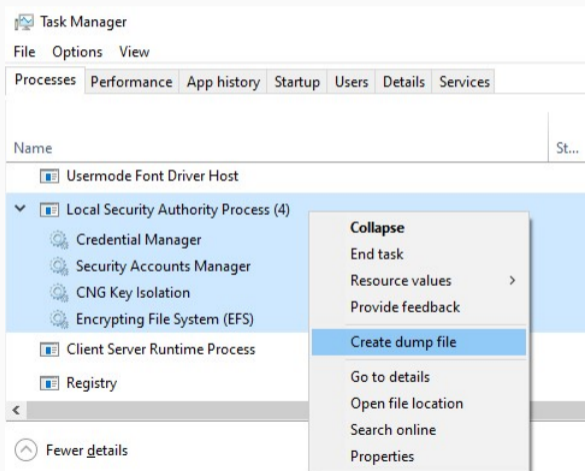 Task Manager
File Options View
Processes Performance App history Startup Users Details Services
Name St...
Usermode Font Driver Host
Local Security Authority Process (4)
Credential Manager
Security Accounts Manager
CNG Key Isolation
Encrypting File System (EFS)
Client Server Runtime Process
Registry
Fewer details
Collapse
End task
Resource values
Provide feedback
Create dump file
Go to details
Open file location
Search online
Properties